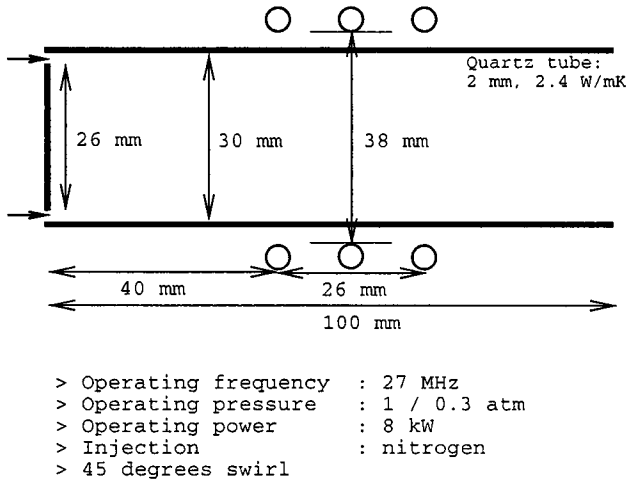 Quartz tube:
2 mm, 2.4 W/mK
26 mm
30 mm
38 mm
40 mm
26 mm
100 mm
> Operating frequency : 27 MHz
> Operating pressure : 1 / 0.3 atm
> Operating power : 8 kW
> Injection : nitrogen
> 45 degrees swirl